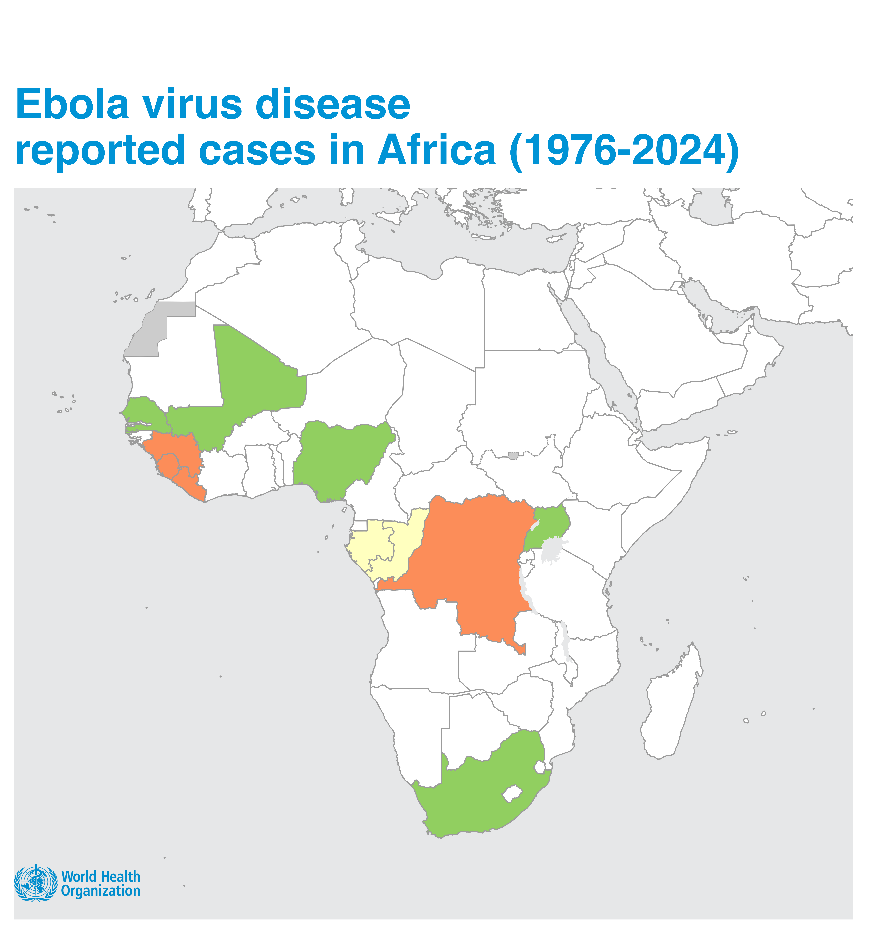 Ebola virus disease
reported cases in Africa (1976-2024)
World Health
Organization